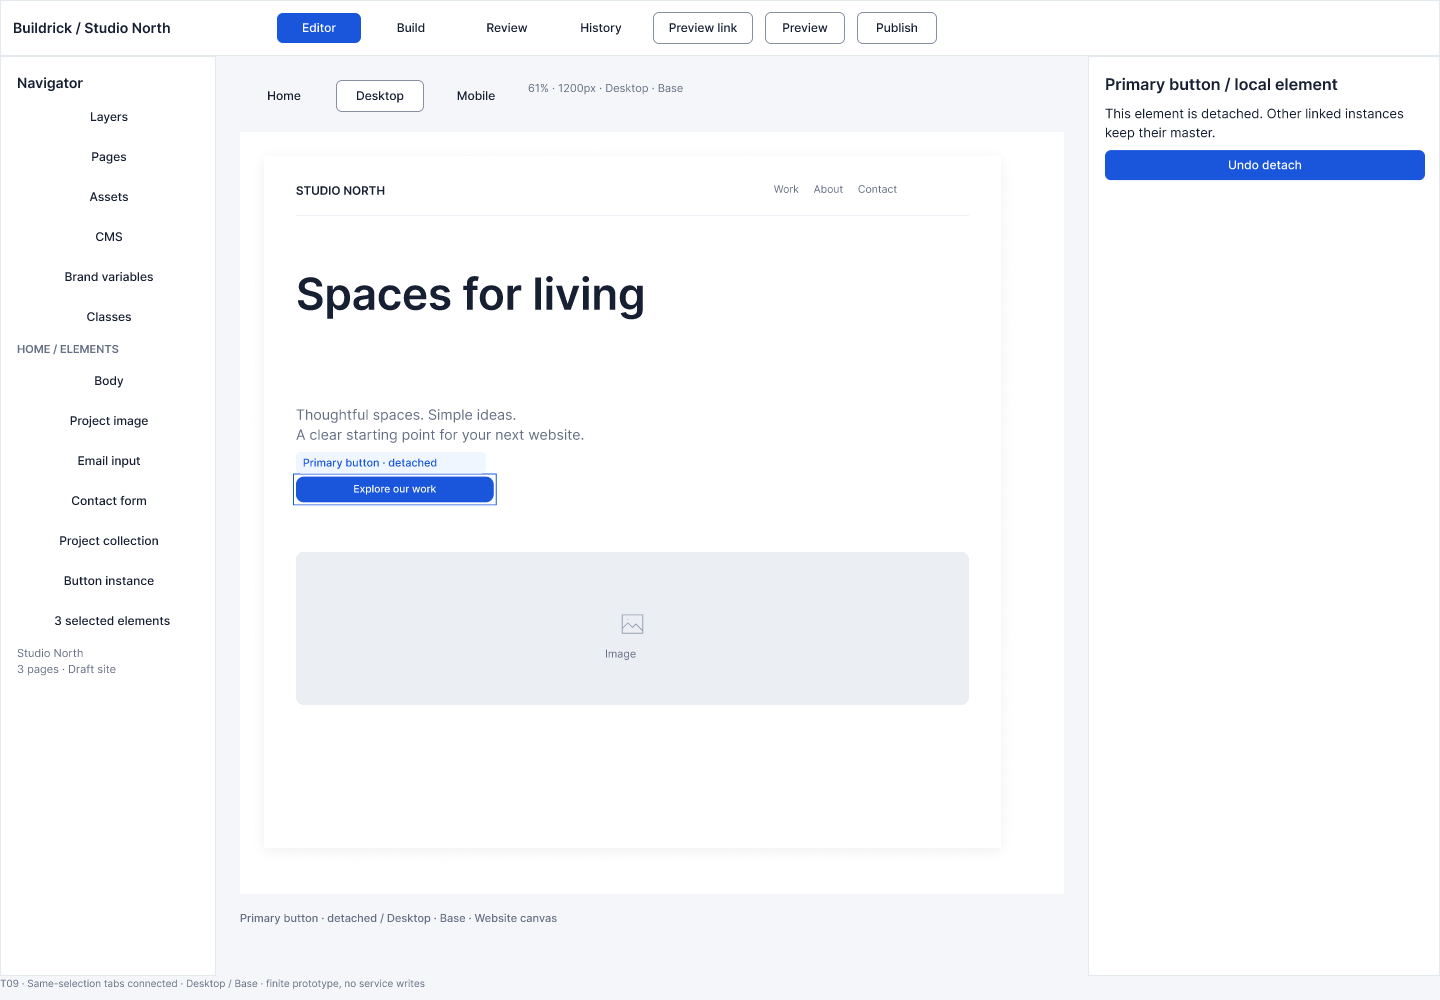 Buildrick / Studio North
Editor
Build
Review
History
Preview link
Preview
Publish
Navigator
Layers
Pages
Assets
CMS
Brand variables
Classes
HOME / ELEMENTS
Body
Project image
Email input
Contact form
Project collection
Button instance
3 selected elements
Studio North
3 pages · Draft site
Home
Desktop
Mobile
61% · 1200px · Desktop · Base
STUDIO NORTH
Work
About
Contact
Spaces for living
Thoughtful spaces. Simple ideas.
A clear starting point for your next website.
Primary button · detached
Explore our work
Image
Primary button · detached / Desktop · Base · Website canvas
Primary button / local element
This element is detached. Other linked instances
keep their master.
Undo detach
T09 · Same-selection tabs connected · Desktop / Base · finite prototype, no service writes